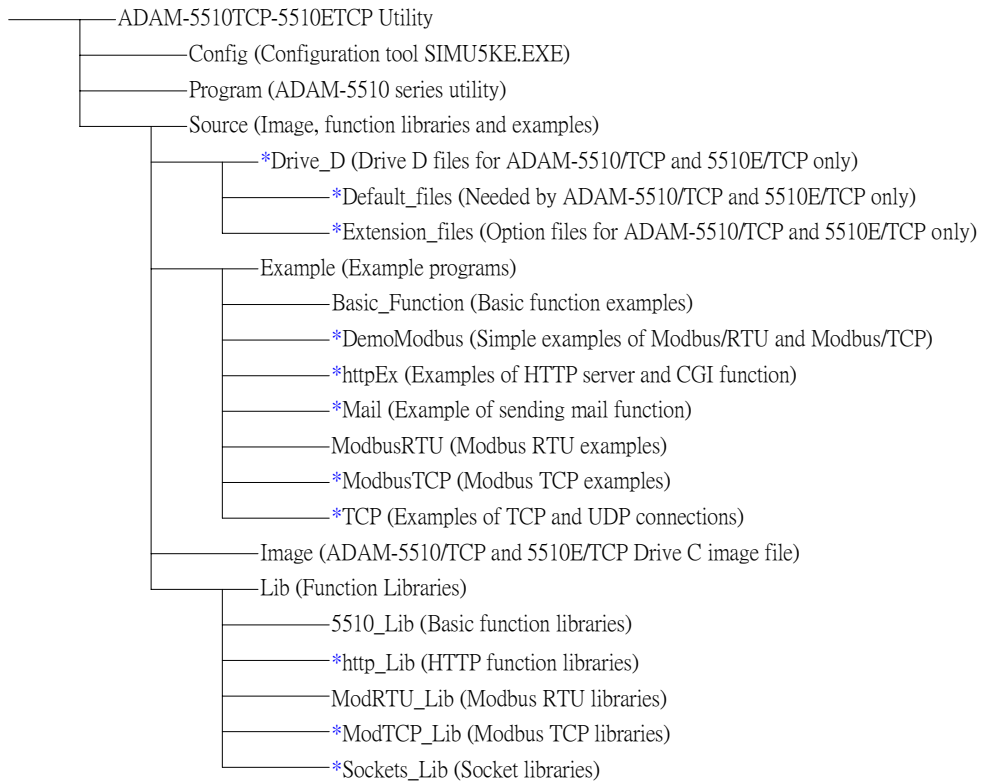 ADAM-5510TCP-5510ETCP Utility
Config (Configuration tool SIMU5KE.EXE)
Program (ADAM-5510 series utility)
Source (Image, function libraries and examples)
*Drive_D (Drive D files for ADAM-5510/TCP and 5510E/TCP only)
*Default_files (Needed by ADAM-5510/TCP and 5510E/TCP only)
*Extension_files (Option files for ADAM-5510/TCP and 5510E/TCP only)
Example (Example programs)
Basic_Function (Basic function examples)
*DemoModbus (Simple examples of Modbus/RTU and Modbus/TCP)
*httpEx (Examples of HTTP server and CGI function)
*Mail (Example of sending mail function)
ModbusRTU (Modbus RTU examples)
*ModbusTCP (Modbus TCP examples)
*TCP (Examples of TCP and UDP connections)
Image (ADAM-5510/TCP and 5510E/TCP Drive C image file)
Lib (Function Libraries)
5510_Lib (Basic function libraries)
*http_Lib (HTTP function libraries)
ModRTU_Lib (Modbus RTU libraries)
*ModTCP_Lib (Modbus TCP libraries)
*Sockets_Lib (Socket libraries)